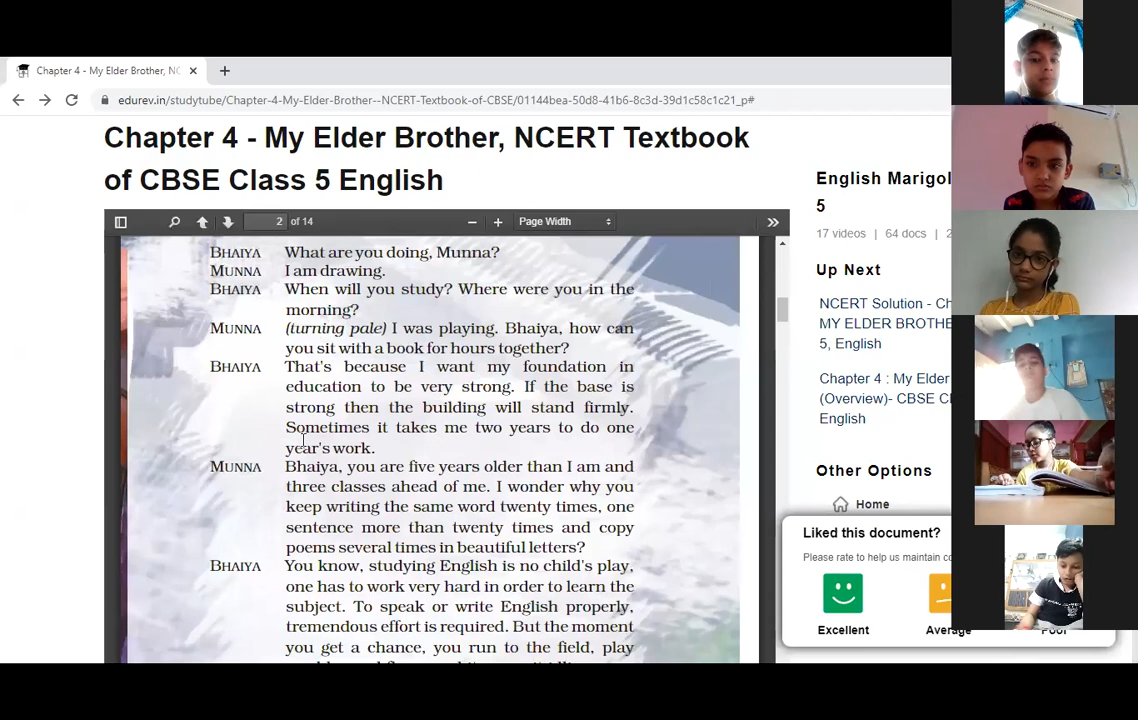 Chapter 4 - My Elder Brother, NC
edurev.in/studytube/Chapter-4-My-Elder-Brother--NCERT-Textbook-of-CBSE/01144bea-50d8-41b6-8c3d-39d1c58c1c21_p#
Chapter 4 - My Elder Brother, NCERT Textbook
of CBSE Class 5 English
2 of 14
Page Width
BHAIYA What are you doing, Munna?
MUNNA I am drawing.
BHAIYA When will you study? Where were you in the
morning?
MUNNA (turning pale) I was playing. Bhaiya, how can
you sit with a book for hours together?
BHAIYA That's because I want my foundation in
education to be very strong. If the base is
strong then the building will stand firmly.
Sometimes it takes me two years to do one
year's work.
MUNNA Bhaiya, you are five years older than I am and
three classes ahead of me. I wonder why you
keep writing the same word twenty times, one
sentence more than twenty times and copy
poems several times in beautiful letters?
BHAIYA You know, studying English is no child's play,
one has to work very hard in order to learn the
subject. To speak or write English properly,
tremendous effort is required. But the moment
you get a chance, you run to the field, play
English Marigol
5
17 videos | 64 docs | 2
Up Next
NCERT Solution - Ch
MY ELDER BROTHE
5, English
Chapter 4 : My Elder
(Overview)- CBSE C
English
Other Options
Home
Liked this document?
Please rate to help us maintain co
Excellent
Average
Poor